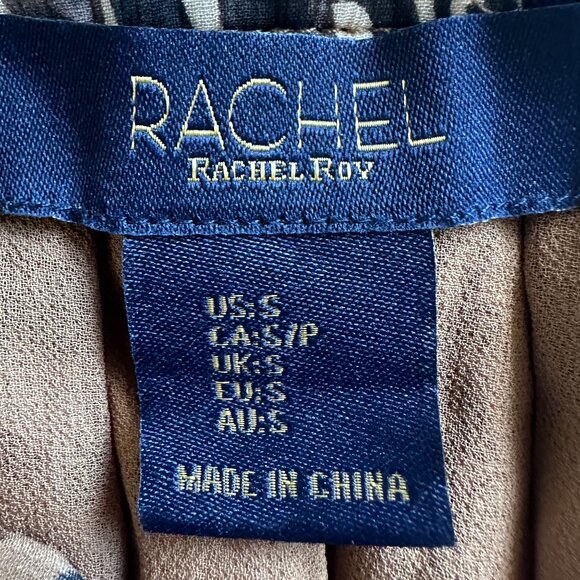 RACHEL
RACHEL ROY
US:S
CA:S/P
UK:S
EU:S
AU:S
MADE IN CHINA